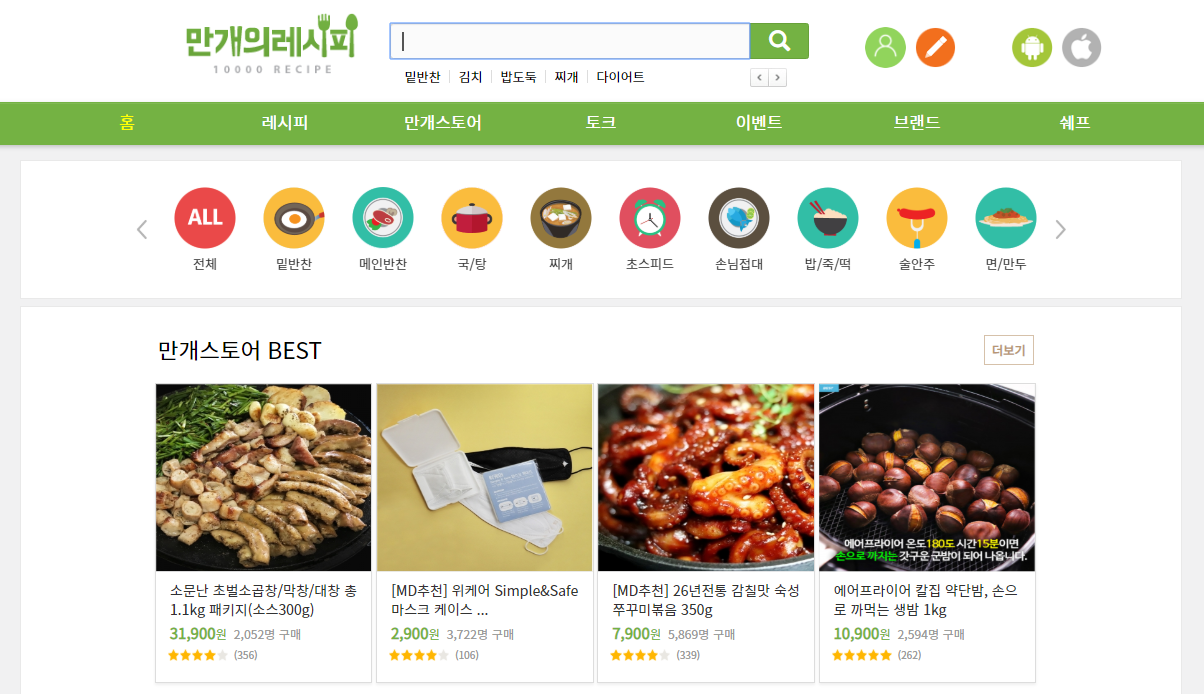 만개의레시피
10000 RECIPE
밑반찬 김치 밥도둑 찌개 다이어트
홈 레시피 만개스토어 토크 이벤트 브랜드 쉐프
ALL
전체 밑반찬 메인반찬 국/탕 찌개 초스피드 손님접대 밥/죽/떡 술안주 면/만두
만개스토어 BEST
더보기
에어프라이어 온도180도 시간15분이면
손으로 까지는 갓구운 군밤이 되어 나옵니다.
소문난 초벌소곱창/막창/대창 총
1.1kg 패키지(소스300g)
31,900원 2,052명 구매
(356)
[MD추천] 위케어 Simple&Safe
마스크 케이스 ...
2,900원 3,722명 구매
(106)
[MD추천] 26년전통 감칠맛 숙성
쭈꾸미볶음 350g
7,900원 5,869명 구매
(339)
에어프라이어 칼집 약단밤, 손으
로 까먹는 생밤 1kg
10,900원 2,594명 구매
(262)